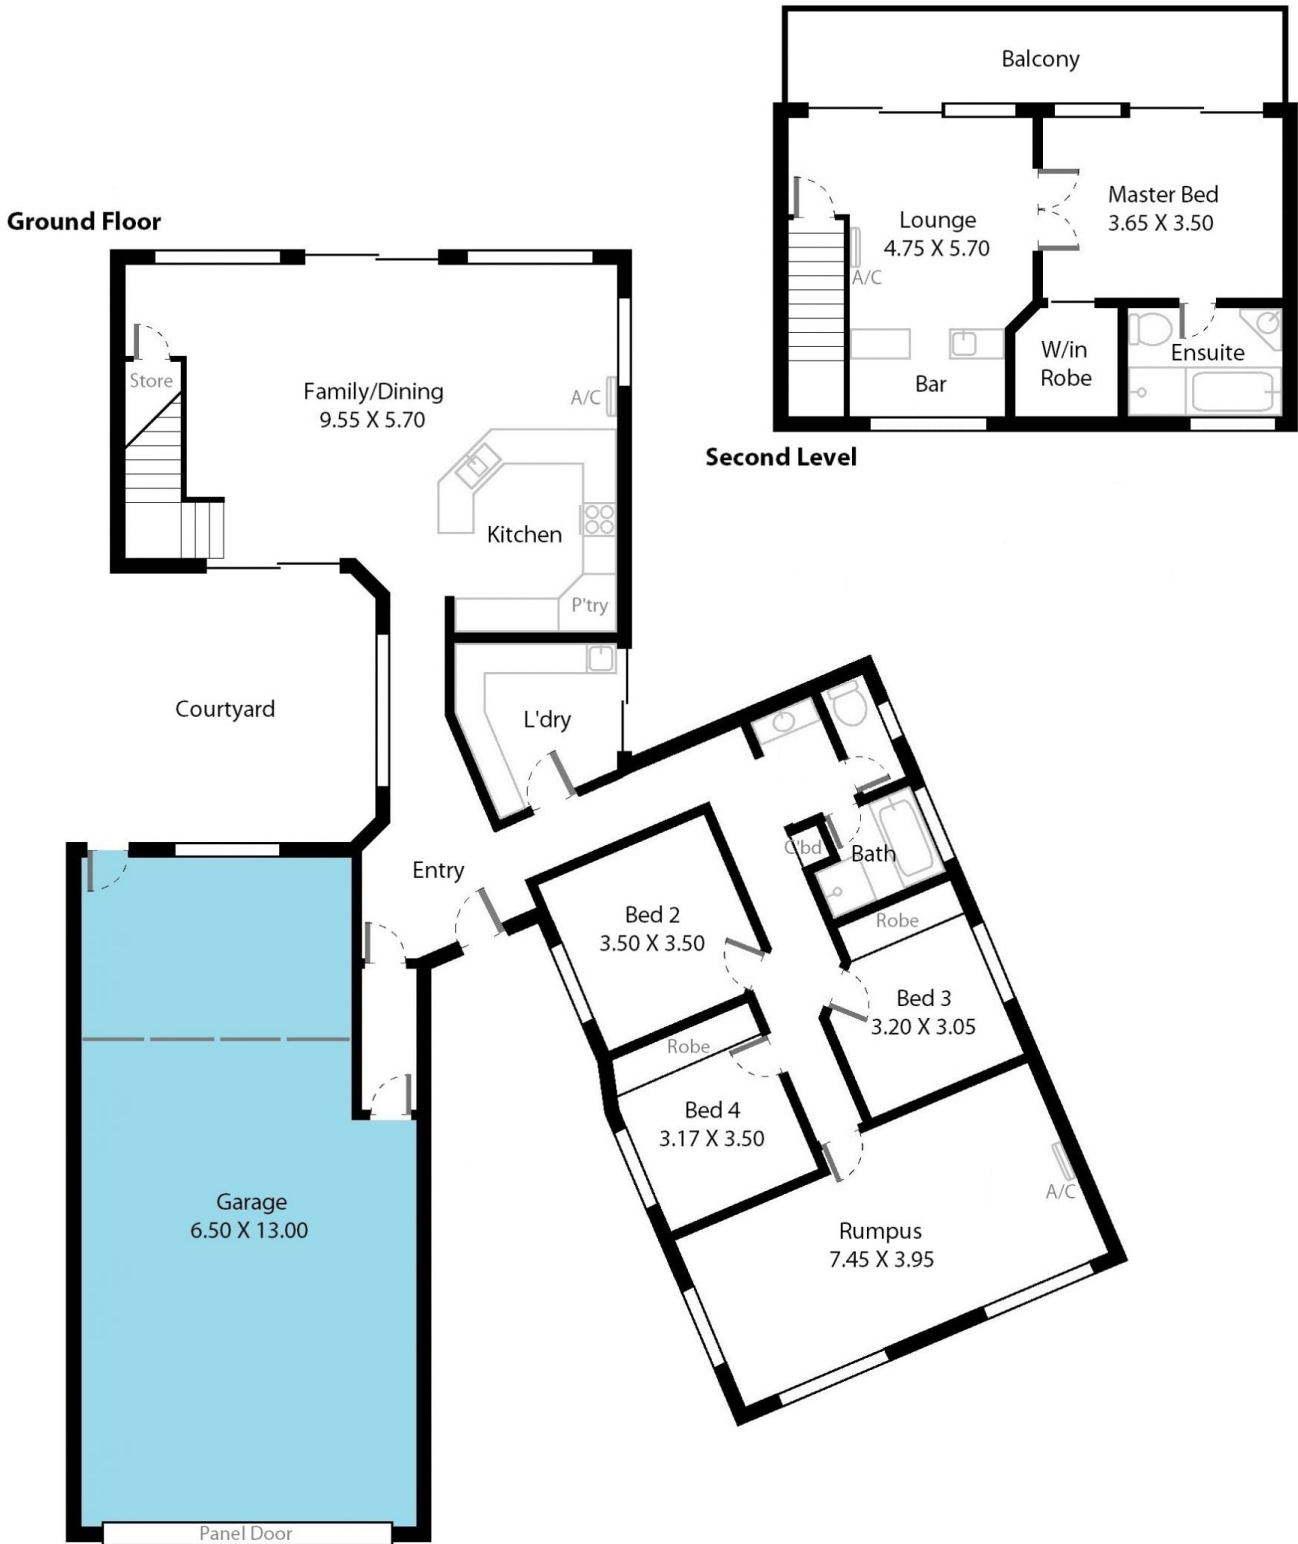 Balcony
Master Bed
3.65 X 3.50
Lounge
4.75 X 5.70
A/C
W/in
Robe
Ensuite
Bar
Second Level
Ground Floor
Store
Family/Dining
9.55 X 5.70
A/C
Kitchen
P'try
Courtyard
L'dry
Entry
C'bd
Bath
Bed 2
3.50 X 3.50
Robe
Bed 3
3.20 X 3.05
Robe
Bed 4
3.17 X 3.50
A/C
Garage
6.50 X 13.00
Rumpus
7.45 X 3.95
Panel Door